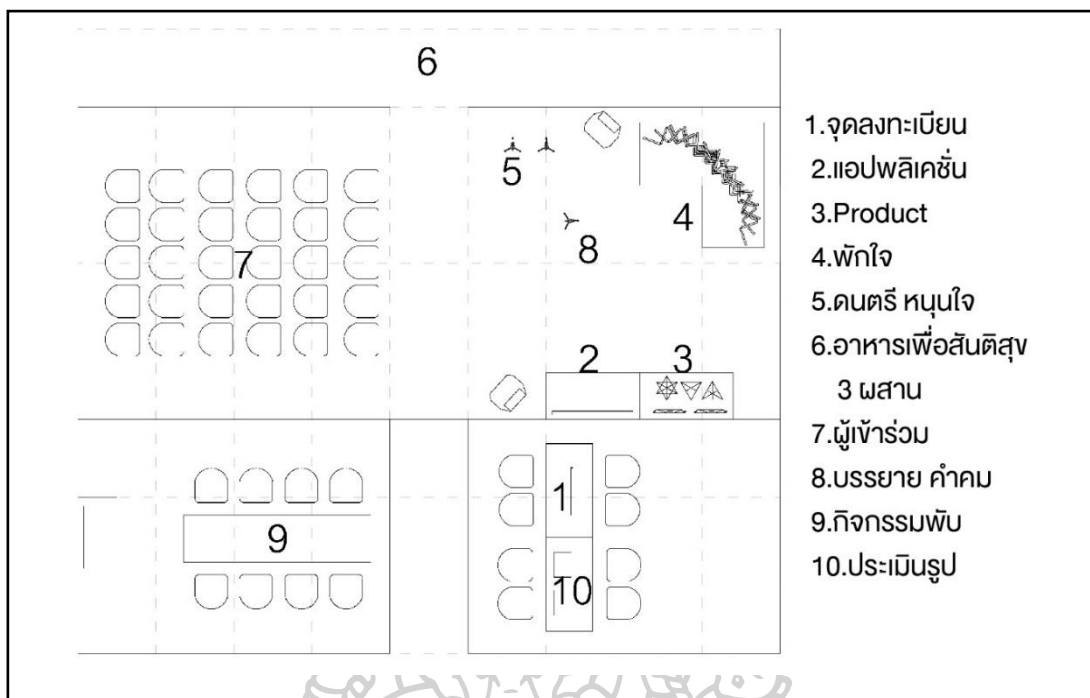 6
5
4
8
7
2
3
1
9
10
1.จุดลงทะเบียน
2.แอปพลิเคชั่น
3.Product
4.พักใจ
5.ดนตรี หนุนใจ
6.อาหารเพื่อสันติสุข
3 ผสาน
7.ผู้เข้าร่วม
8.บรรยาย คำคม
9.กิจกรรมพับ
10.ประเมินรูป